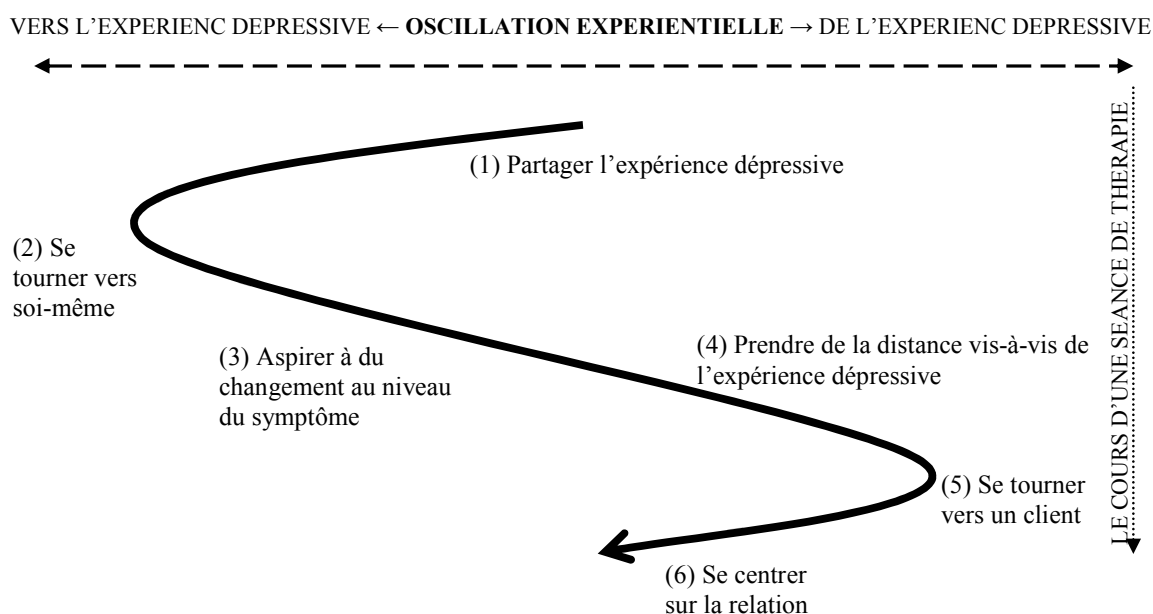 VERS L’EXPERIENC DEPRESSIVE ← OSCILLATION EXPERIENTIELLE → DE L’EXPERIENC DEPRESSIVE
(1) Partager l’expérience dépressive
(2) Se
tourner vers
soi-même
(3) Aspirer à du
changement au niveau
du symptôme
(4) Prendre de la distance vis-à-vis de
l’expérience dépressive
(5) Se tourner
vers un client
(6) Se centrer
sur la relation
LE COURS D’UNE SEANCE DE THERAPIE